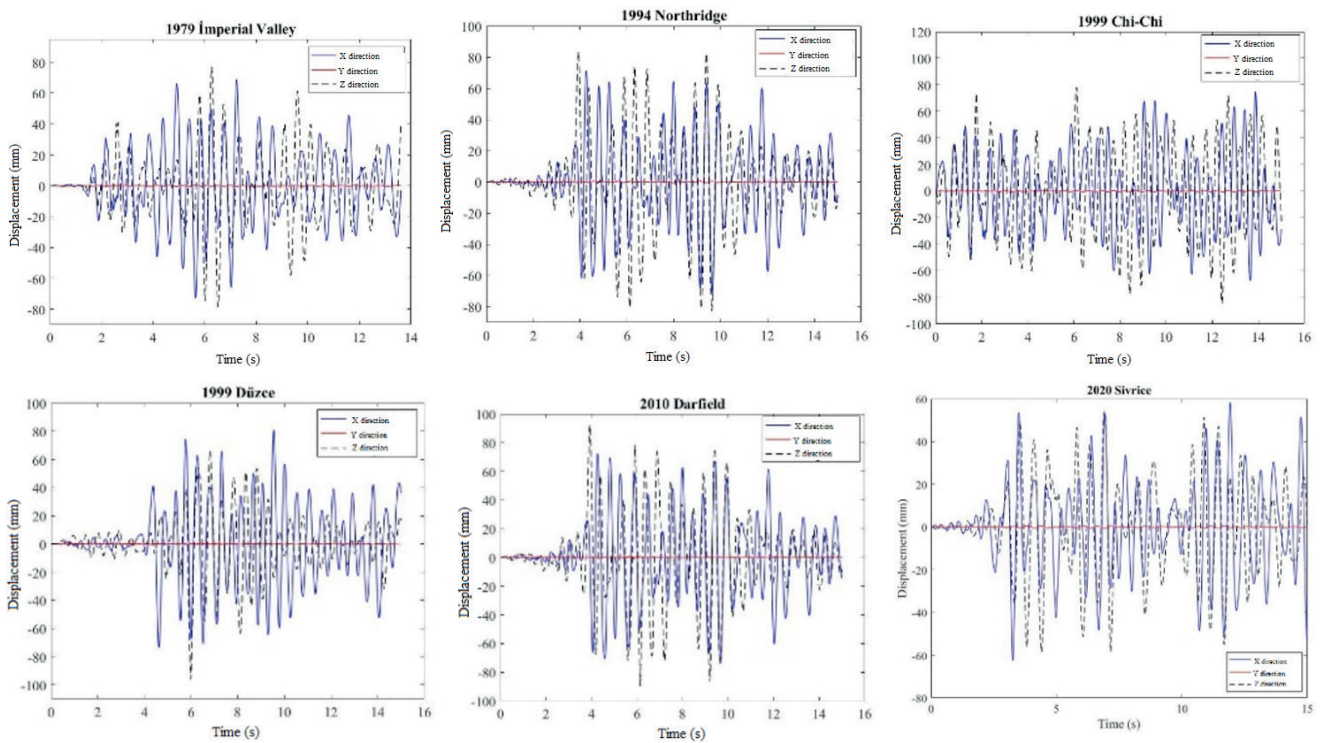 1979 İmperial Valley
80
60
40
20
0
-20
-40
-60
-80
Displacement (mm)
X direction
Y direction
Z direction
0 2 4 6 8 10 12 14
Time (s)
1994 Northridge
100
80
60
40
20
0
-20
-40
-60
-80
Displacement (mm)
X direction
Y direction
Z direction
0 2 4 6 8 10 12 14 16
Time (s)
1999 Chi-Chi
120
100
80
60
40
20
0
-20
-40
-60
-80
-100
Displacement (mm)
X direction
Y direction
Z direction
0 2 4 6 8 10 12 14 16
Time (s)
1999 Düzce
100
80
60
40
20
0
-20
-40
-60
-80
-100
Displacement (mm)
X direction
Y direction
Z direction
0 2 4 6 8 10 12 14 16
Time (s)
2010 Darfield
100
80
60
40
20
0
-20
-40
-60
-80
-100
Displacement (mm)
X direction
Y direction
Z direction
0 2 4 6 8 10 12 14 16
Time (s)
2020 Sivrice
60
40
20
0
-20
-40
-60
-80
Displacement (mm)
X direction
Y direction
Z direction
0 5 10 15
Time (s)